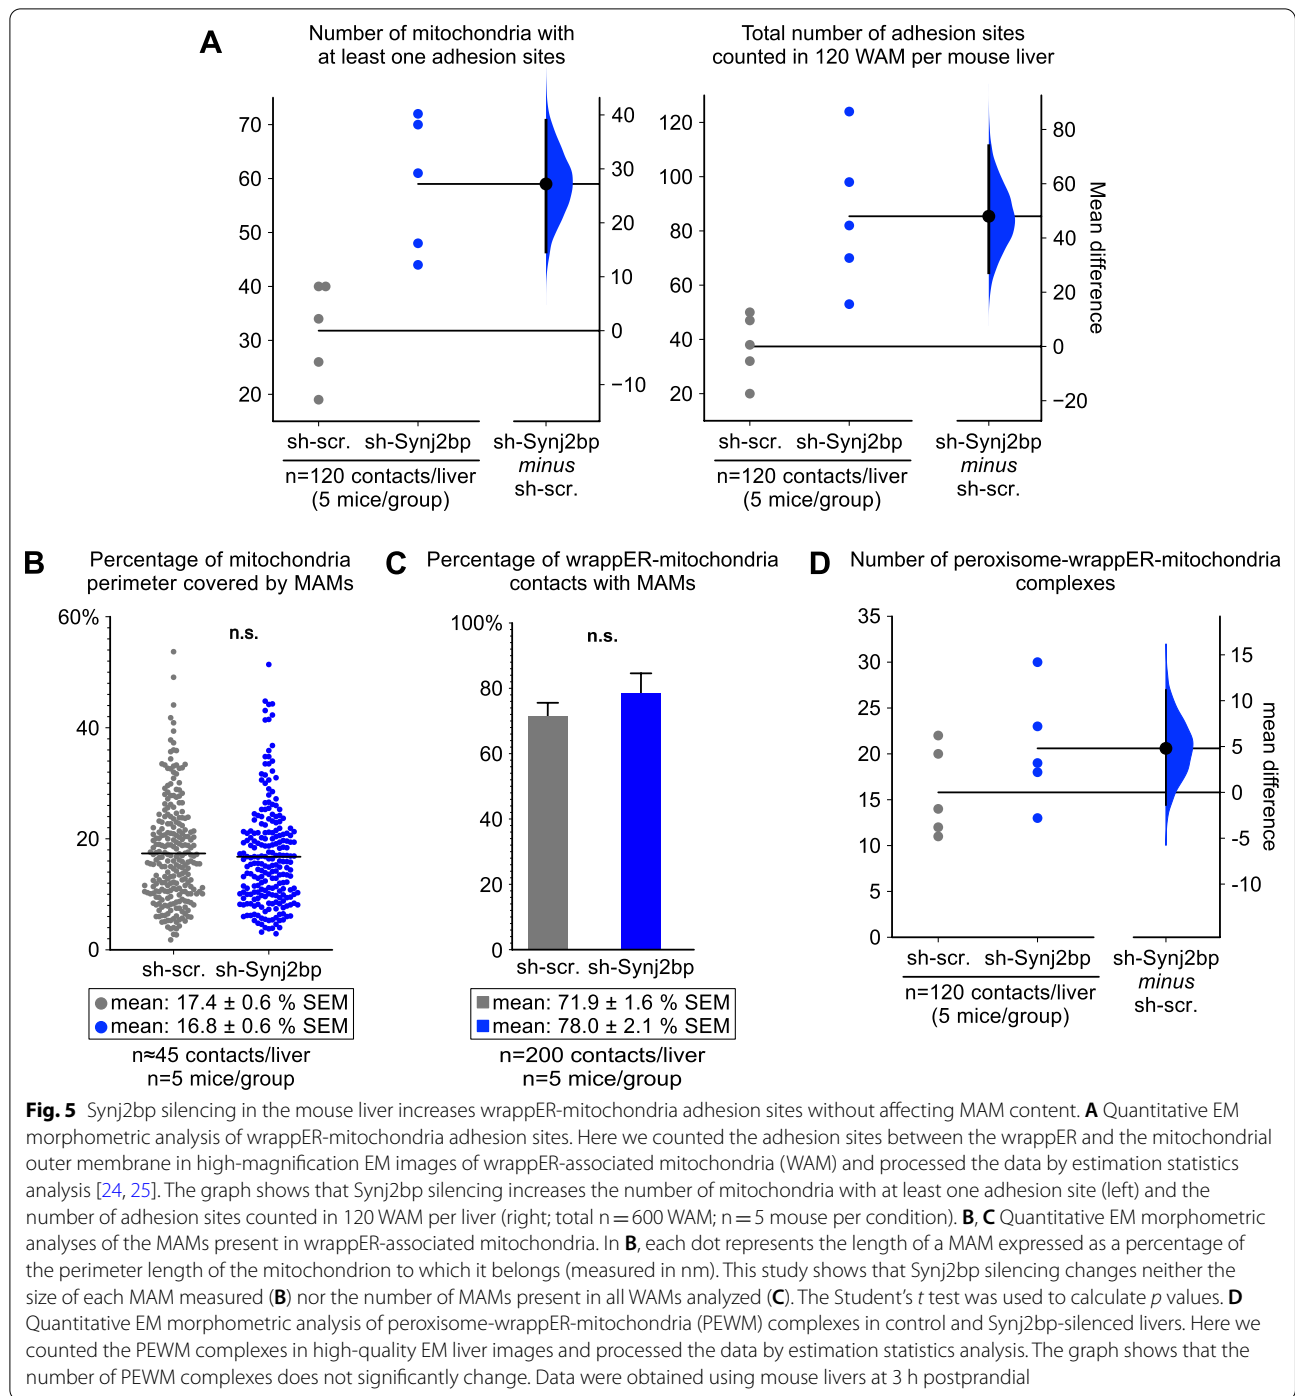 A
Number of mitochondria with
at least one adhesion sites
70
60
50
40
30
20
40
30
20
10
0
−10
sh-scr. sh-Synj2bp
n=120 contacts/liver
(5 mice/group)
sh-Synj2bp
minus
sh-scr.
Total number of adhesion sites
counted in 120 WAM per mouse liver
120
100
80
60
40
20
80
60
40
20
0
−20
Mean difference
sh-scr. sh-Synj2bp
n=120 contacts/liver
(5 mice/group)
sh-Synj2bp
minus
sh-scr.
B
Percentage of mitochondria
perimeter covered by MAMs
60%
40
20
0
n.s.
sh-scr. sh-Synj2bp
mean: 17.4 ± 0.6 % SEM
mean: 16.8 ± 0.6 % SEM
n≈45 contacts/liver
n=5 mice/group
C
Percentage of wrappER-mitochondria
contacts with MAMs
100%
80
60
40
20
0
n.s.
sh-scr. sh-Synj2bp
mean: 71.9 ± 1.6 % SEM
mean: 78.0 ± 2.1 % SEM
n=200 contacts/liver
n=5 mice/group
D
Number of peroxisome-wrappER-mitochondria
complexes
35
30
25
20
15
10
5
0
15
10
5
0
-5
-10
mean difference
sh-scr. sh-Synj2bp
n=120 contacts/liver
(5 mice/group)
sh-Synj2bp
minus
sh-scr.
Fig. 5 Synj2bp silencing in the mouse liver increases wrappER-mitochondria adhesion sites without affecting MAM content. A Quantitative EM
morphometric analysis of wrappER-mitochondria adhesion sites. Here we counted the adhesion sites between the wrappER and the mitochondrial
outer membrane in high-magnification EM images of wrappER-associated mitochondria (WAM) and processed the data by estimation statistics
analysis [24, 25]. The graph shows that Synj2bp silencing increases the number of mitochondria with at least one adhesion site (left) and the
number of adhesion sites counted in 120 WAM per liver (right; total n = 600 WAM; n = 5 mouse per condition). B, C Quantitative EM morphometric
analyses of the MAMs present in wrappER-associated mitochondria. In B, each dot represents the length of a MAM expressed as a percentage of
the perimeter length of the mitochondrion to which it belongs (measured in nm). This study shows that Synj2bp silencing changes neither the
size of each MAM measured (B) nor the number of MAMs present in all WAMs analyzed (C). The Student's t test was used to calculate p values. D
Quantitative EM morphometric analysis of peroxisome-wrappER-mitochondria (PEWM) complexes in control and Synj2bp-silenced livers. Here we
counted the PEWM complexes in high-quality EM liver images and processed the data by estimation statistics analysis. The graph shows that the
number of PEWM complexes does not significantly change. Data were obtained using mouse livers at 3 h postprandial